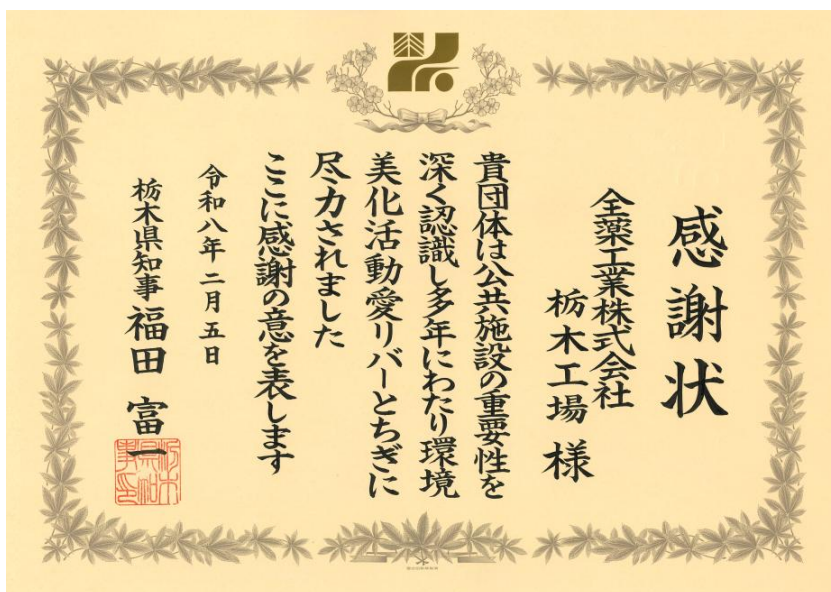 感謝状
全薬工業株式会社
栃木工場 様
貴団体は公共施設の重要性を
深く認識し多年にわたり環境
美化活動愛リバーとちぎに
尽力されました
ここに感謝の意を表します
令和八年二月五日
栃木県知事 福田 富一